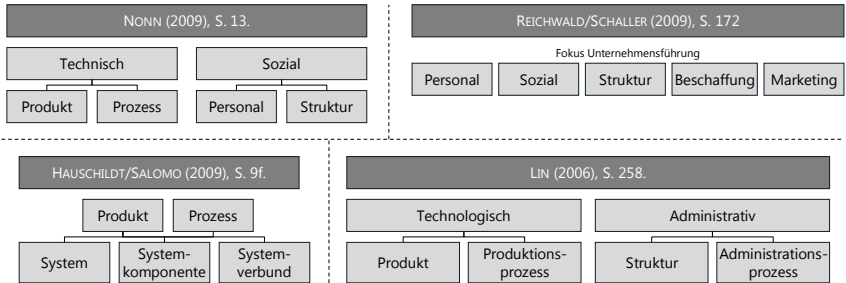 NONN (2009), S. 13.
Technisch
Sozial
Produkt
Prozess
Personal
Struktur
REICHWALD/SCHALLER (2009), S. 172
Fokus Unternehmensführung
Personal
Sozial
Struktur
Beschaffung
Marketing
HAUSCHILDT/SALOMO (2009), S. 9f.
Produkt
Prozess
System
System-
komponente
System-
verbund
LIN (2006), S. 258.
Technologisch
Administrativ
Produkt
Produktions-
prozess
Struktur
Administrations-
prozess